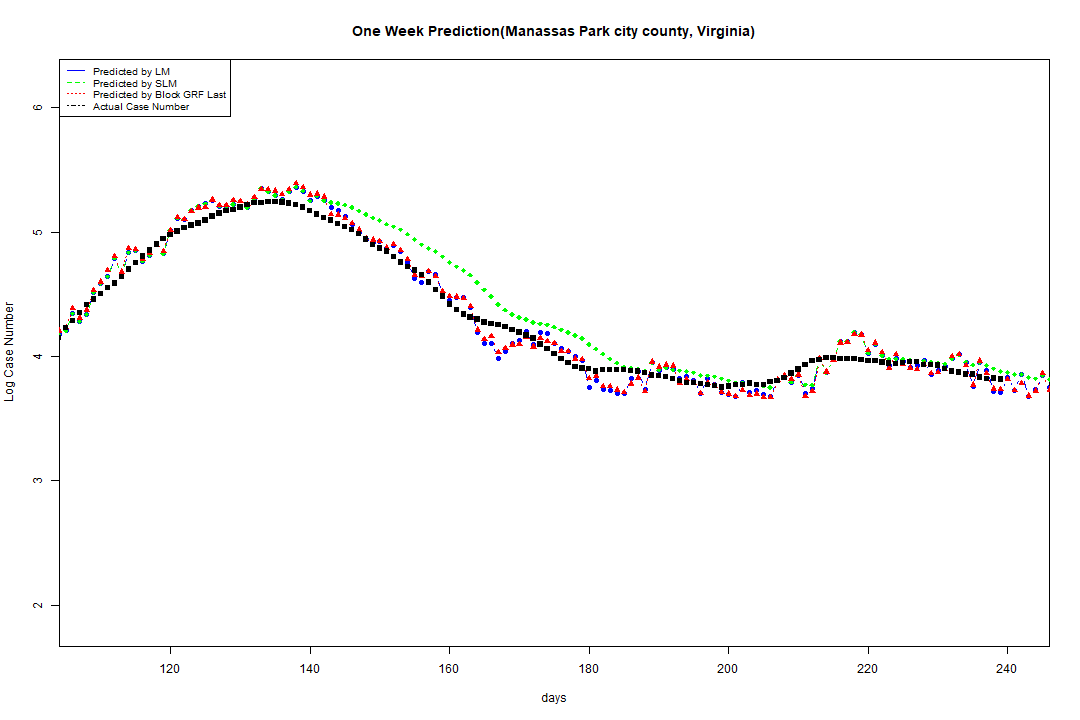 One Week Prediction(Manassas Park city county, Virginia)
Predicted by LM
Predicted by SLM
Predicted by Block GRF Last
Actual Case Number
Log Case Number
6
5
4
3
2
120 140 160 180 200 220 240
days